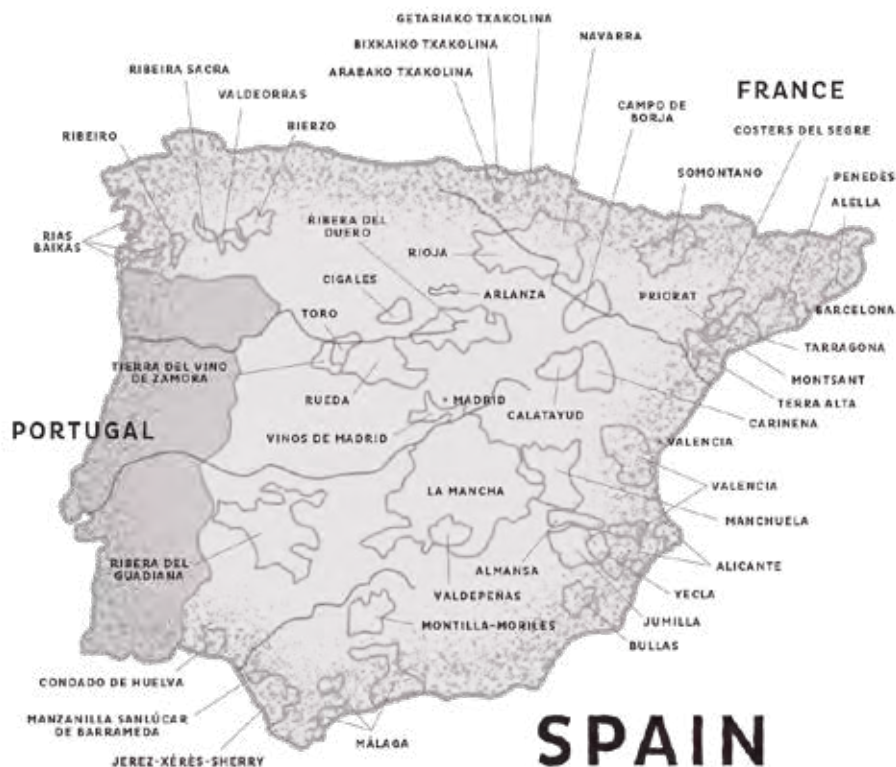 GETARIAKO TXAKOLINA
BIXKAIKO TXAKOLINA
ARABAKO TXAKOLINA
NAVARRA
RIBEIRA SACRA
VALDEORRAS
BIERZO
RIBEIRO
CAMPO DE
BORJA
FRANCE
COSTERS DEL SEGRE
SOMONTANO
PENEDÈS
ALELLA
RIAS
BAIXAS
RIBERA DEL
DUERO
RIOJA
CIGALES
ARLANZA
PRIORAT
BARCELONA
TORO
TARRAGONA
TIERRA DEL VINO
DE ZAMORA
MONTSANT
RUEDA
MADRID
CALATAYUD
TERRA ALTA
CARINENA
PORTUGAL
VINOS DE MADRID
VALENCIA
LA MANCHA
VALENCIA
MANCHUELA
RIBERA DEL
GUADIANA
ALMANSA
ALICANTE
VALDEPEÑAS
YECLA
MONTILLA-MORILES
JUMILLA
BULLAS
CONDADO DE HUELVA
MANZANILLA SANLÚCAR
DE BARRAMEDA
MÁLAGA
JEREZ-XÉRÈS-SHERRY
SPAIN